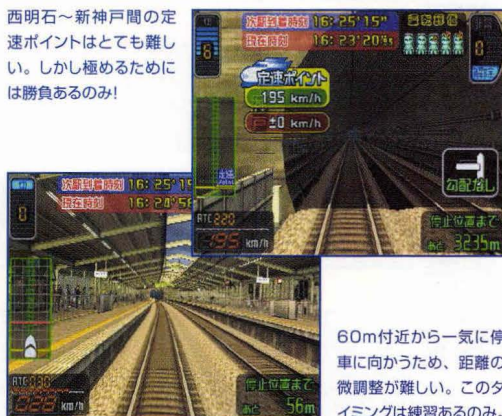 西明石〜新神戸間の定
速ポイントはとても難し
い。しかし極めるために
は勝負あるのみ!
次駅到着時刻 16:25'15"
現在時刻 16:23'20"
定速ポイント
195 km/h
±0 km/h
勾配なし
ATC 220
195 km/h
停止位置まで
あと 3235m
次駅到着時刻 16:25'15
現在時刻 16:24'56
ATC 030
km/h
停止位置まで
あと 56m
60m付近から一気に停
車に向かうため、距離の
微調整が難しい。このタ
イミングは練習あるのみ